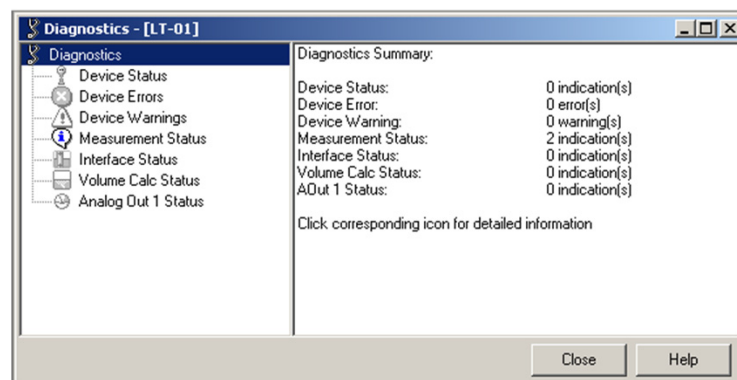 Diagnostics - [LT-01]
Diagnostics
Device Status
Device Errors
Device Warnings
Measurement Status
Interface Status
Volume Calc Status
Analog Out 1 Status
Diagnostics Summary:
Device Status: 0 indication(s)
Device Error: 0 error(s)
Device Warning: 0 warning(s)
Measurement Status: 2 indication(s)
Interface Status: 0 indication(s)
Volume Calc Status: 0 indication(s)
AOut 1 Status: 0 indication(s)
Click corresponding icon for detailed information
Close Help